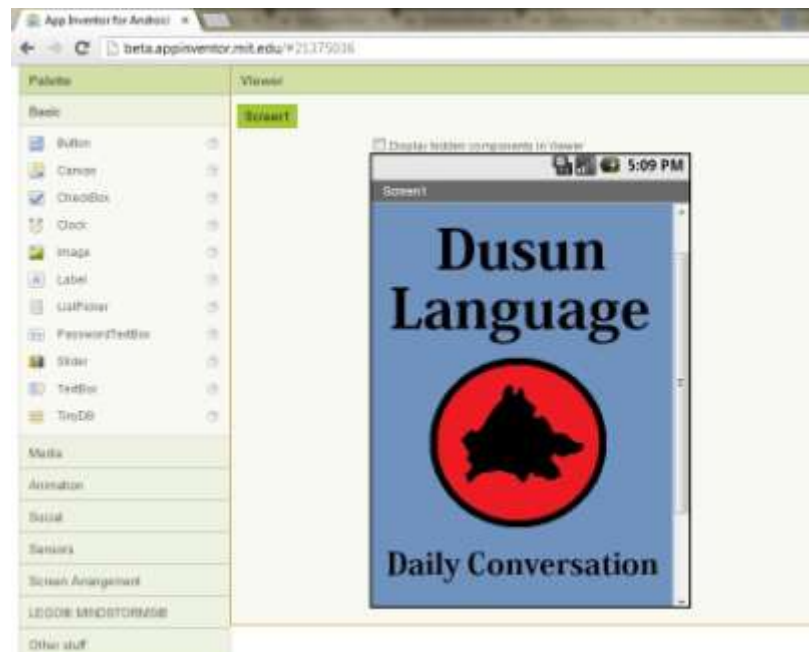 App Inventor for Android
beta.appinventor.mit.edu/#21375036
Palette
Viewer
Basic
Screen1
Button
Canvas
CheckBox
Clock
Image
Label
ListPicker
PasswordTextBox
Slider
TextBox
TinyDB
Media
Animation
Social
Sensors
Screen Arrangement
LEGO® MINDSTORMS®
Other stuff
Display hidden components in Viewer
5:09 PM
Screen1
Dusun
Language
Daily Conversation